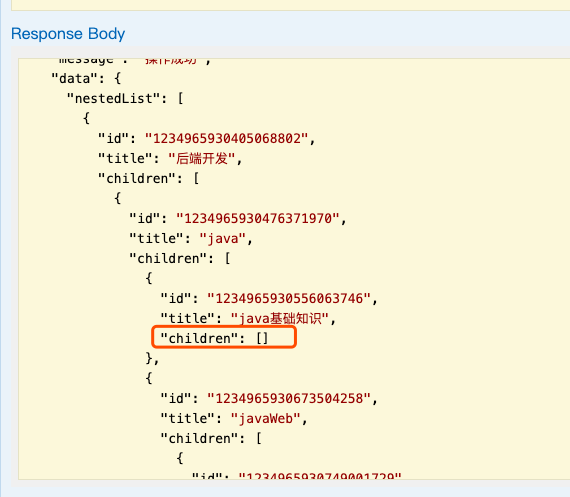 Response Body
"message": "操作成功",
"data": {
"nestedList": [
{
"id": "1234965930405068802",
"title": "后端开发",
"children": [
{
"id": "1234965930476371970",
"title": "java",
"children": [
{
"id": "1234965930556063746",
"title": "java基础知识",
"children": []
},
{
"id": "1234965930673504258",
"title": "javaWeb",
"children": [
{
"id": "1234965930749001729"